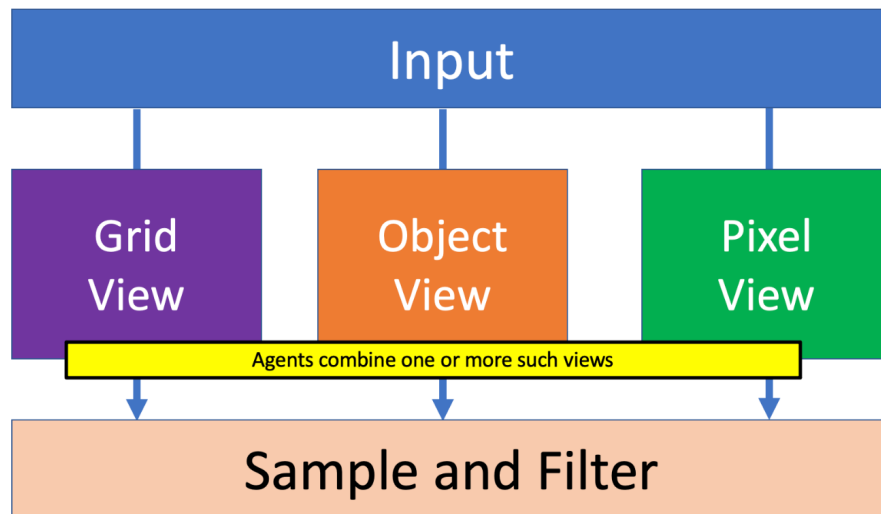 Input
Grid
View
Object
View
Pixel
View
Agents combine one or more such views
Sample and Filter